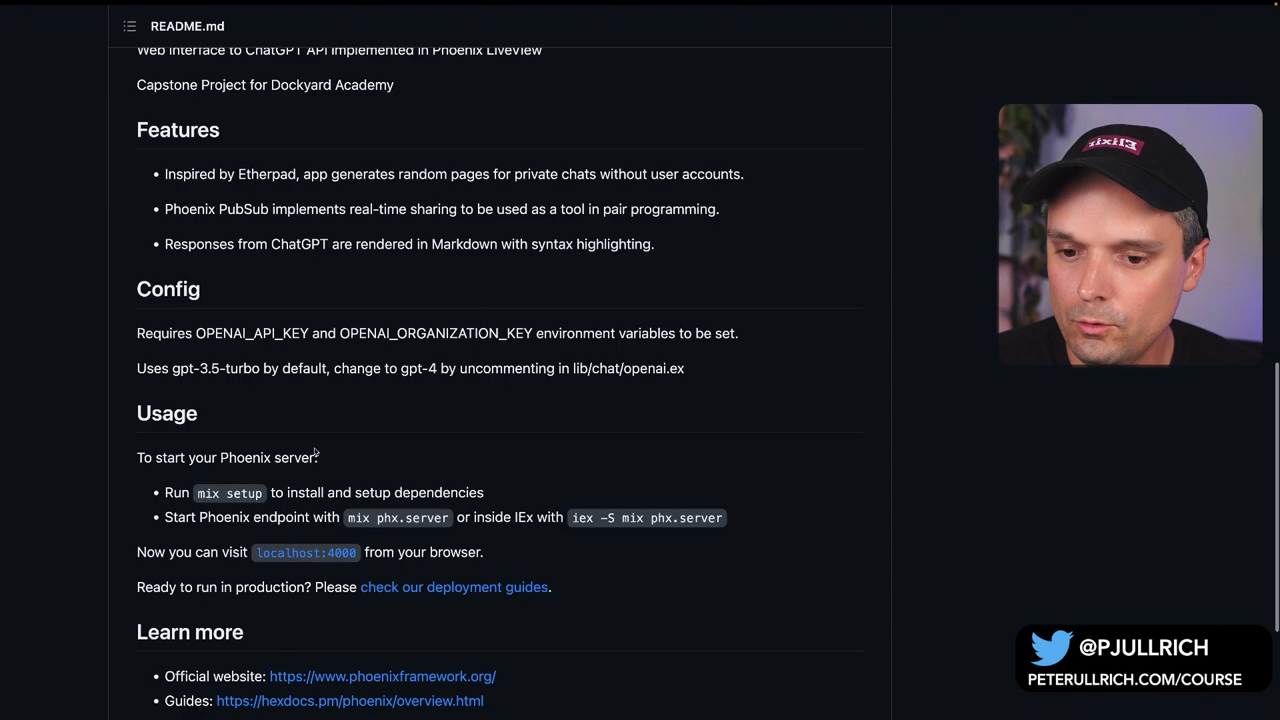 README.md
Web interface to ChatGPT API implemented in Phoenix LiveView
Capstone Project for Dockyard Academy
Features
• Inspired by Etherpad, app generates random pages for private chats without user accounts.
• Phoenix PubSub implements real-time sharing to be used as a tool in pair programming.
• Responses from ChatGPT are rendered in Markdown with syntax highlighting.
Config
Requires OPENAI_API_KEY and OPENAI_ORGANIZATION_KEY environment variables to be set.
Uses gpt-3.5-turbo by default, change to gpt-4 by uncommenting in lib/chat/openai.ex
Usage
To start your Phoenix server:
• Run mix setup to install and setup dependencies
• Start Phoenix endpoint with mix phx.server or inside IEx with iex -S mix phx.server
Now you can visit localhost:4000 from your browser.
Ready to run in production? Please check our deployment guides.
Learn more
• Official website: https://www.phoenixframework.org/
• Guides: https://hexdocs.pm/phoenix/overview.html
elixir
@PJULLRICH
PETERULLRICH.COM/COURSE